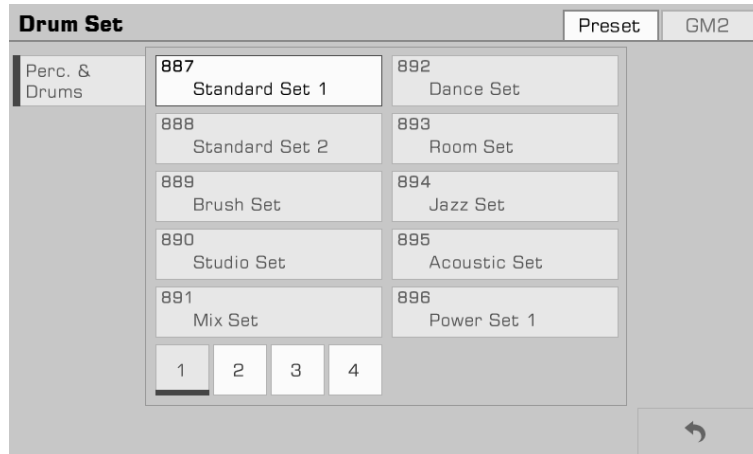 Drum Set
Preset
GM2
Perc. &
Drums
887
Standard Set 1
888
Standard Set 2
889
Brush Set
890
Studio Set
891
Mix Set
892
Dance Set
893
Room Set
894
Jazz Set
895
Acoustic Set
896
Power Set 1
1
2
3
4